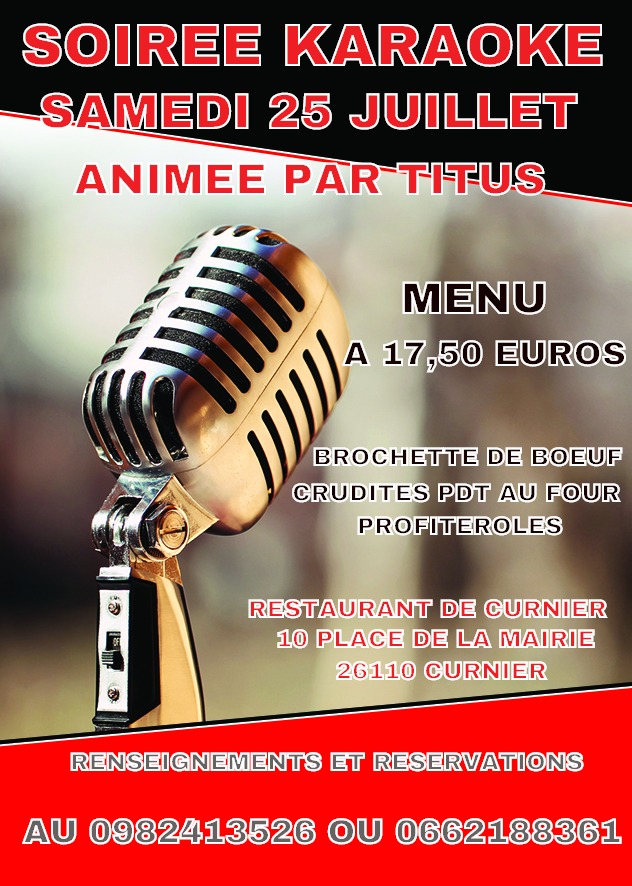 SOIREE KARAOKE
SAMEDI 25 JUILLET
ANIMEE PAR TITUS
MENU
A 17,50 EUROS
BROCHETTE DE BOEUF
CRUDITES PDT AU FOUR
PROFITEROLES
RESTAURANT DE CURNIER
10 PLACE DE LA MAIRIE
26110 CURNIER
OFF
RENSEIGNEMENTS ET RESERVATIONS
AU 0982413526 OU 0662188361